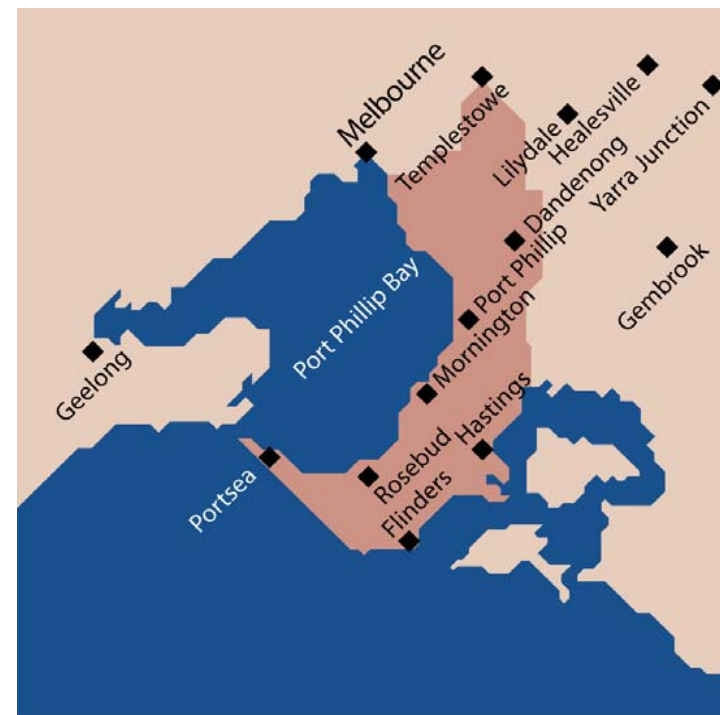 Melbourne
Templestowe
Lilydale
Healesville
Yarra Junction
Dandenong
Port Phillip
Gembrook
Port Phillip Bay
Mornington
Geelong
Hastings
Rosebud
Portsea
Flinders